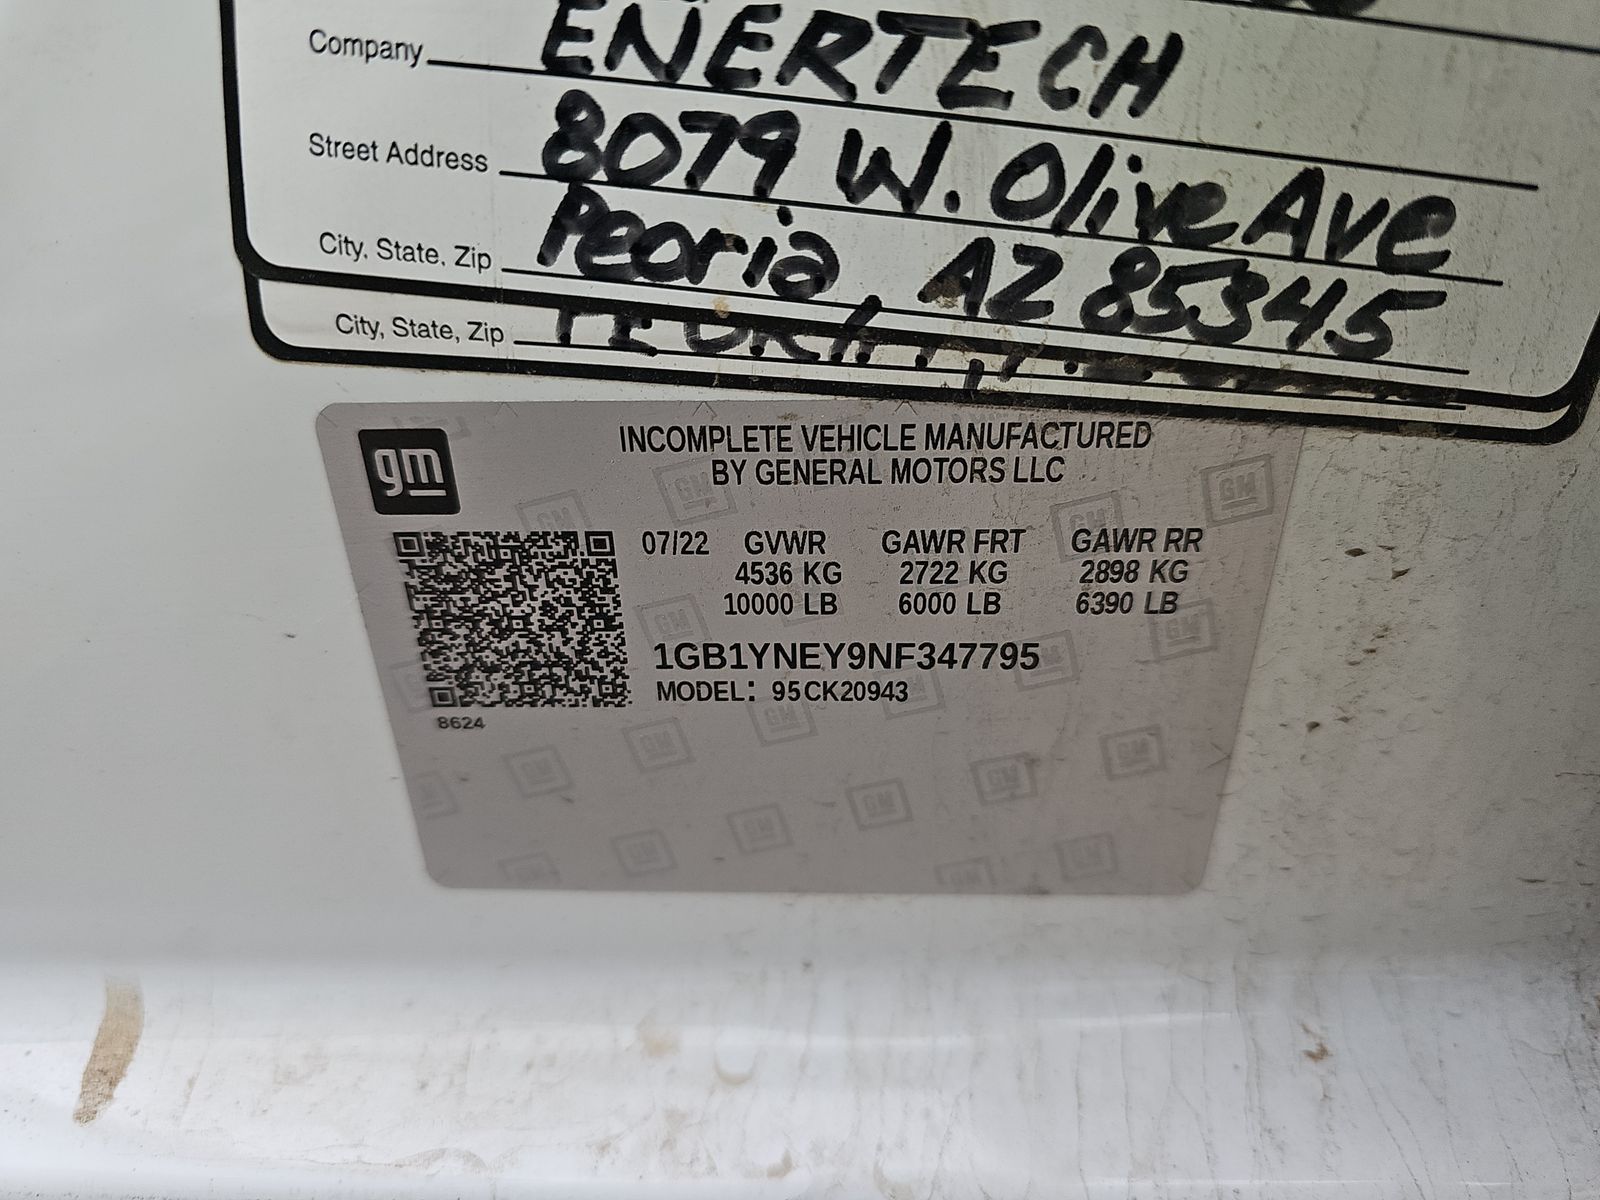 Company ENERTECH
Street Address 8079 W. Olive Ave
City, State, Zip Peoria, AZ 85345
City, State, Zip
gm
INCOMPLETE VEHICLE MANUFACTURED
BY GENERAL MOTORS LLC
07/22 GVWR GAWR FRT GAWR RR
4536 KG 2722 KG 2898 KG
10000 LB 6000 LB 6390 LB
1GB1YNEY9NF347795
MODEL: 95CK20943
8624